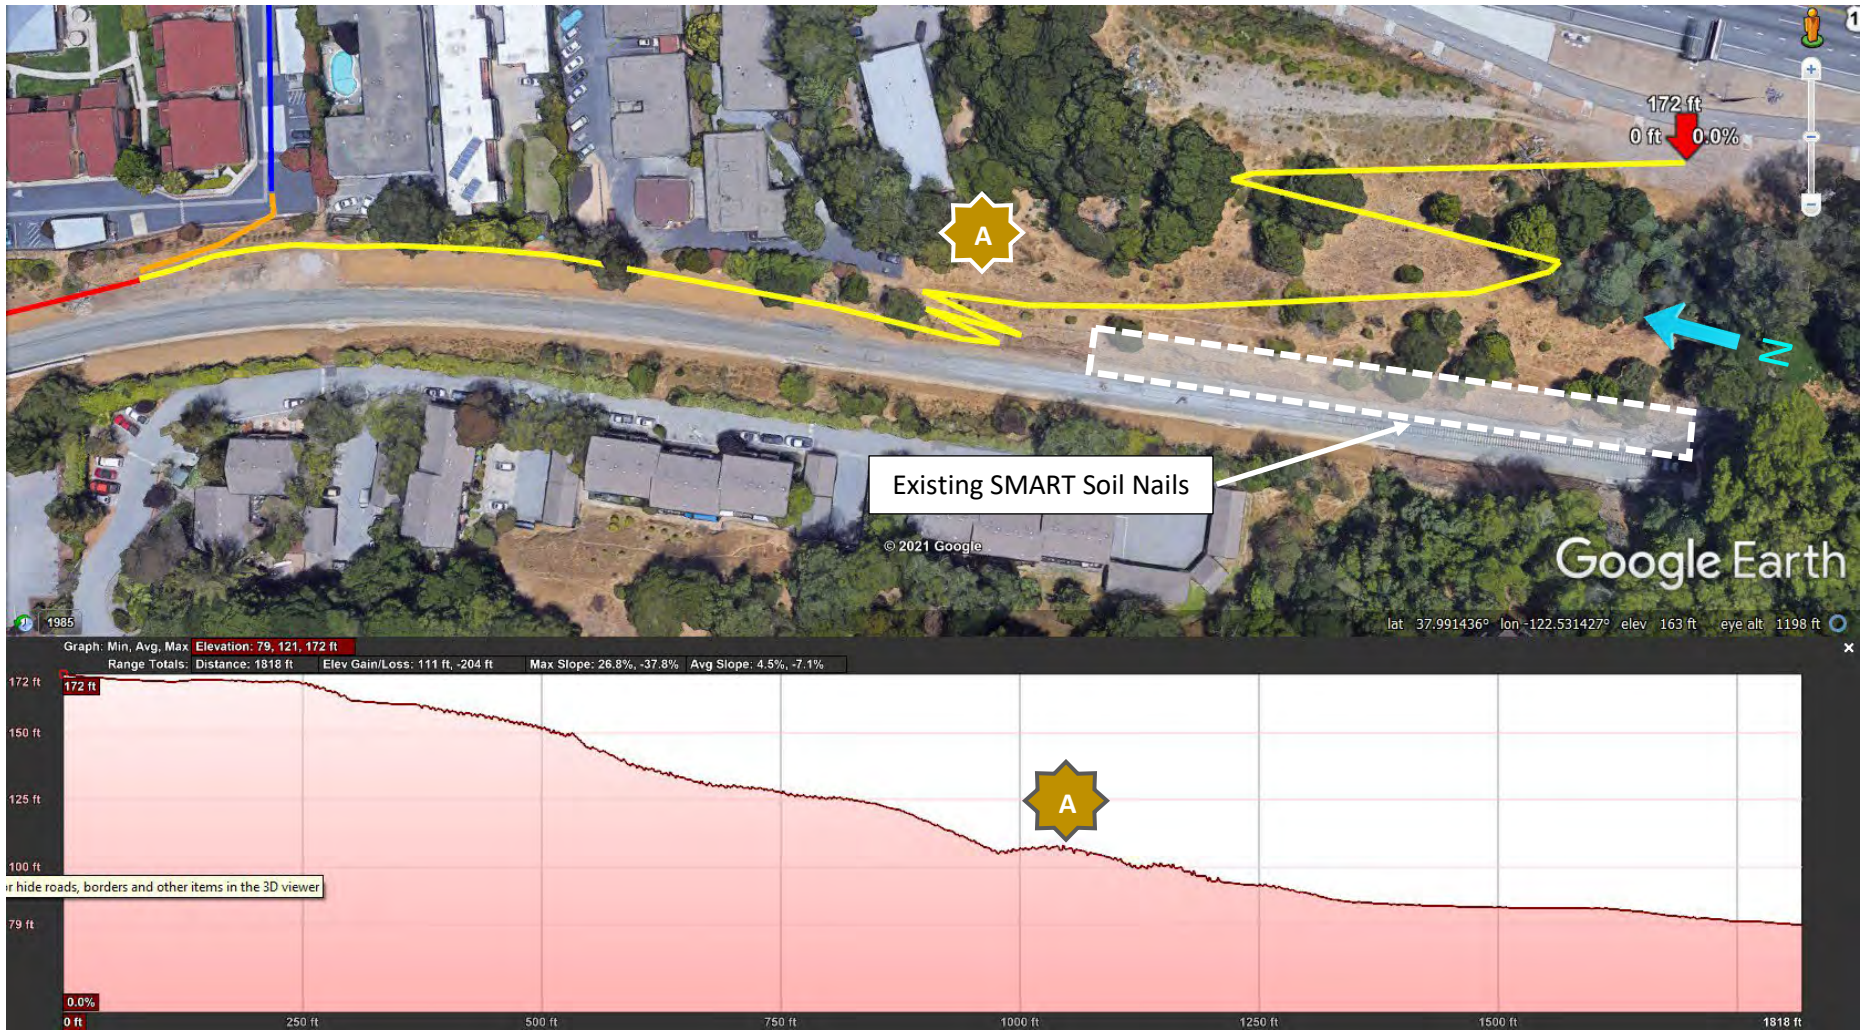 1
172 ft
0 ft 0.0%
A
N
Existing SMART Soil Nails
© 2021 Google
Google Earth
1985
lat 37.991436° lon -122.531427° elev 163 ft eye alt 1198 ft
Graph: Min, Avg, Max Elevation: 79, 121, 172 ft
Range Totals: Distance: 1818 ft Elev Gain/Loss: 111 ft, -204 ft Max Slope: 26.8%, -37.8% Avg Slope: 4.5%, -7.1%
172 ft
172 ft
150 ft
125 ft
A
100 ft
or hide roads, borders and other items in the 3D viewer
79 ft
0.0%
0 ft 250 ft 500 ft 750 ft 1000 ft 1250 ft 1500 ft 1818 ft